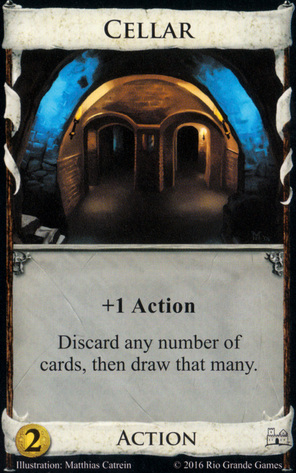 CELLAR
+1 Action
Discard any number of
cards, then draw that many.
2
ACTION
Illustration: Matthias Catrein © 2016 Rio Grande Games